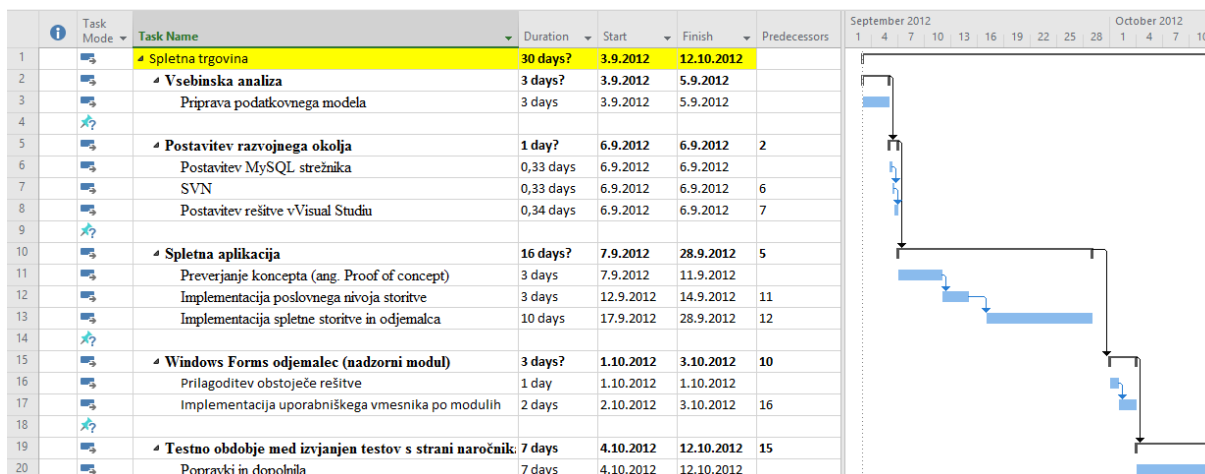 Task Mode Task Name Duration Start Finish Predecessors
September 2012 October 2012
1 4 7 10 13 16 19 22 25 28 1 4 7 10
1 Spletna trgovina 30 days? 3.9.2012 12.10.2012
2 Vsebinska analiza 3 days? 3.9.2012 5.9.2012
3 Priprava podatkovnega modela 3 days 3.9.2012 5.9.2012
4 ?
5 Postavitev razvojnega okolja 1 day? 6.9.2012 6.9.2012 2
6 Postavitev MySQL strežnika 0,33 days 6.9.2012 6.9.2012
7 SVN 0,33 days 6.9.2012 6.9.2012 6
8 Postavitev rešitve vVisual Studiu 0,34 days 6.9.2012 6.9.2012 7
9 ?
10 Spletna aplikacija 16 days? 7.9.2012 28.9.2012 5
11 Preverjanje koncepta (ang. Proof of concept) 3 days 7.9.2012 11.9.2012
12 Implementacija poslovnega nivoja storitve 3 days 12.9.2012 14.9.2012 11
13 Implementacija spletne storitve in odjemalca 10 days 17.9.2012 28.9.2012 12
14 ?
15 Windows Forms odjemalec (nadzorni modul) 3 days? 1.10.2012 3.10.2012 10
16 Prilagoditev obstoječe rešitve 1 day 1.10.2012 1.10.2012
17 Implementacija uporabniškega vmesnika po modulih 2 days 2.10.2012 3.10.2012 16
18 ?
19 Testno obdobje med izvjanjen testov s strani naročnika 7 days 4.10.2012 12.10.2012 15
20 Popravki in dopolnila 7 days 4.10.2012 12.10.2012